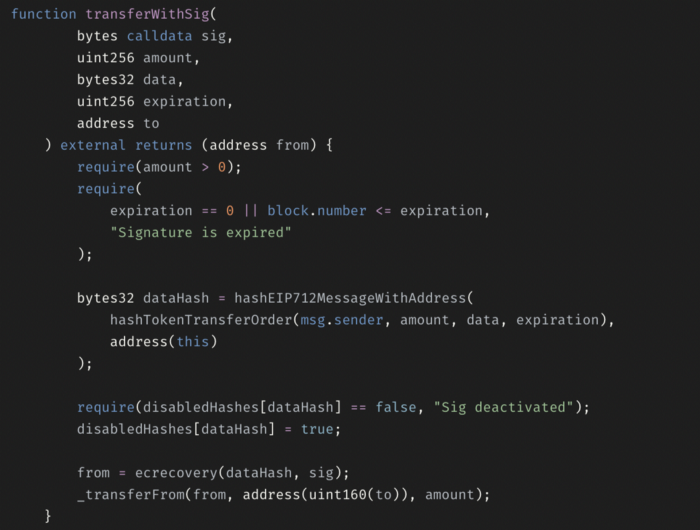 function transferWithSig(
bytes calldata sig,
uint256 amount,
bytes32 data,
uint256 expiration,
address to
) external returns (address from) {
require(amount > 0);
require(
expiration == 0 || block.number <= expiration,
"Signature is expired"
);
bytes32 dataHash = hashEIP712MessageWithAddress(
hashTokenTransferOrder(msg.sender, amount, data, expiration),
address(this)
);
require(disabledHashes[dataHash] == false, "Sig deactivated");
disabledHashes[dataHash] = true;
from = ecrecovery(dataHash, sig);
_transferFrom(from, address(uint160(to)), amount);
}